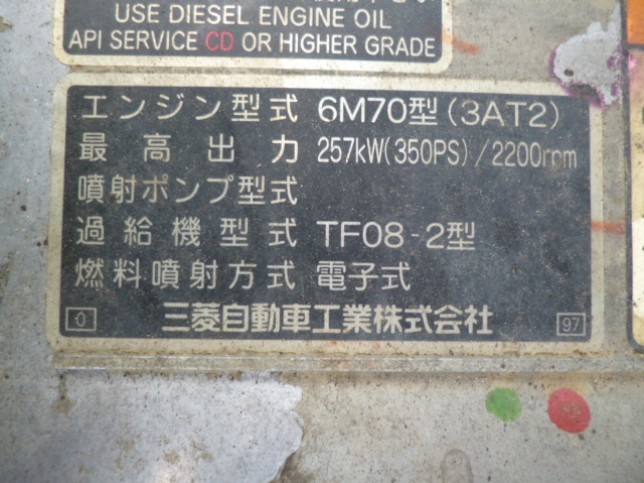 USE DIESEL ENGINE OIL
API SERVICE CD OR HIGHER GRADE
エンジン型式 6M70型(3AT2)
最高出力 257kW(350PS)/2200rpm
噴射ポンプ型式
過給機型式 TF08-2型
燃料噴射方式 電子式
0 三菱自動車工業株式会社 97